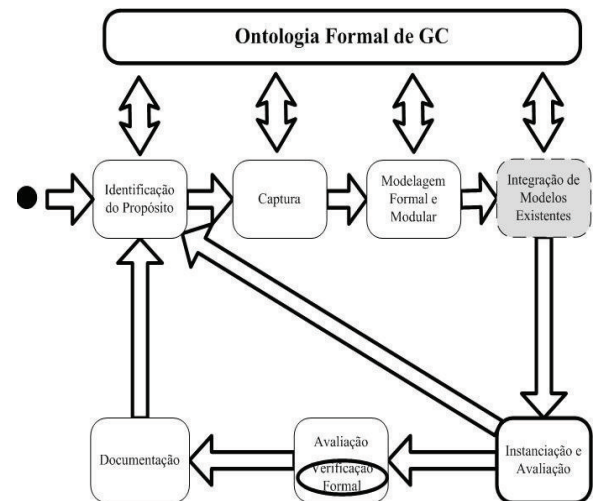 Ontologia Formal de GC
Identificação
do Propósito
Captura
Modelagem
Formal e
Modular
Integração de
Modelos
Existentes
Documentação
Avaliação
Verificação
Formal
Instanciação e
Avaliação